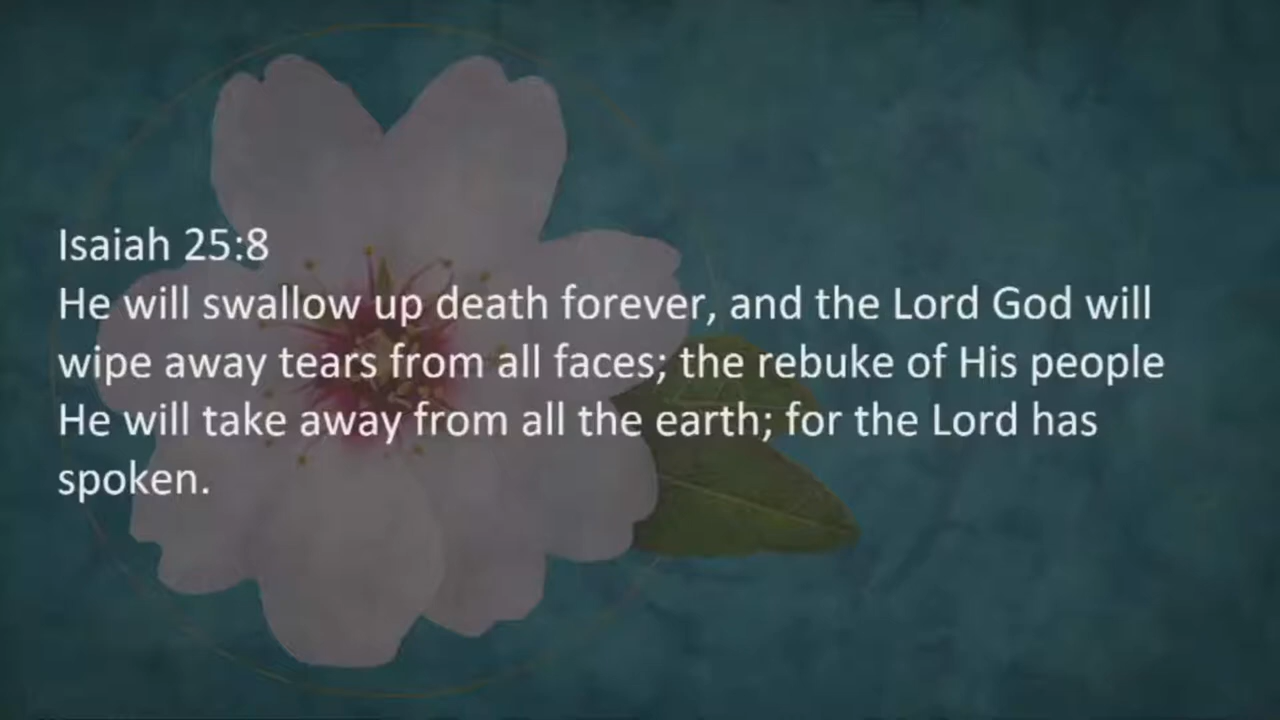 Isaiah 25:8
He will swallow up death forever, and the Lord God will
wipe away tears from all faces; the rebuke of His people
He will take away from all the earth; for the Lord has
spoken.